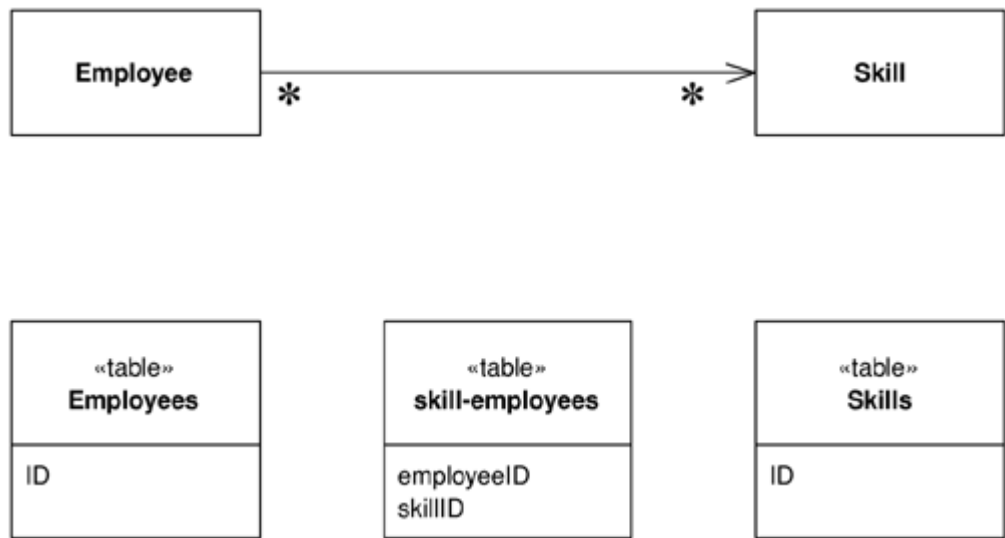 Employee
Skill
*
*
«table»
Employees
«table»
skill-employees
«table»
Skills
ID
employeeID
skillID
ID